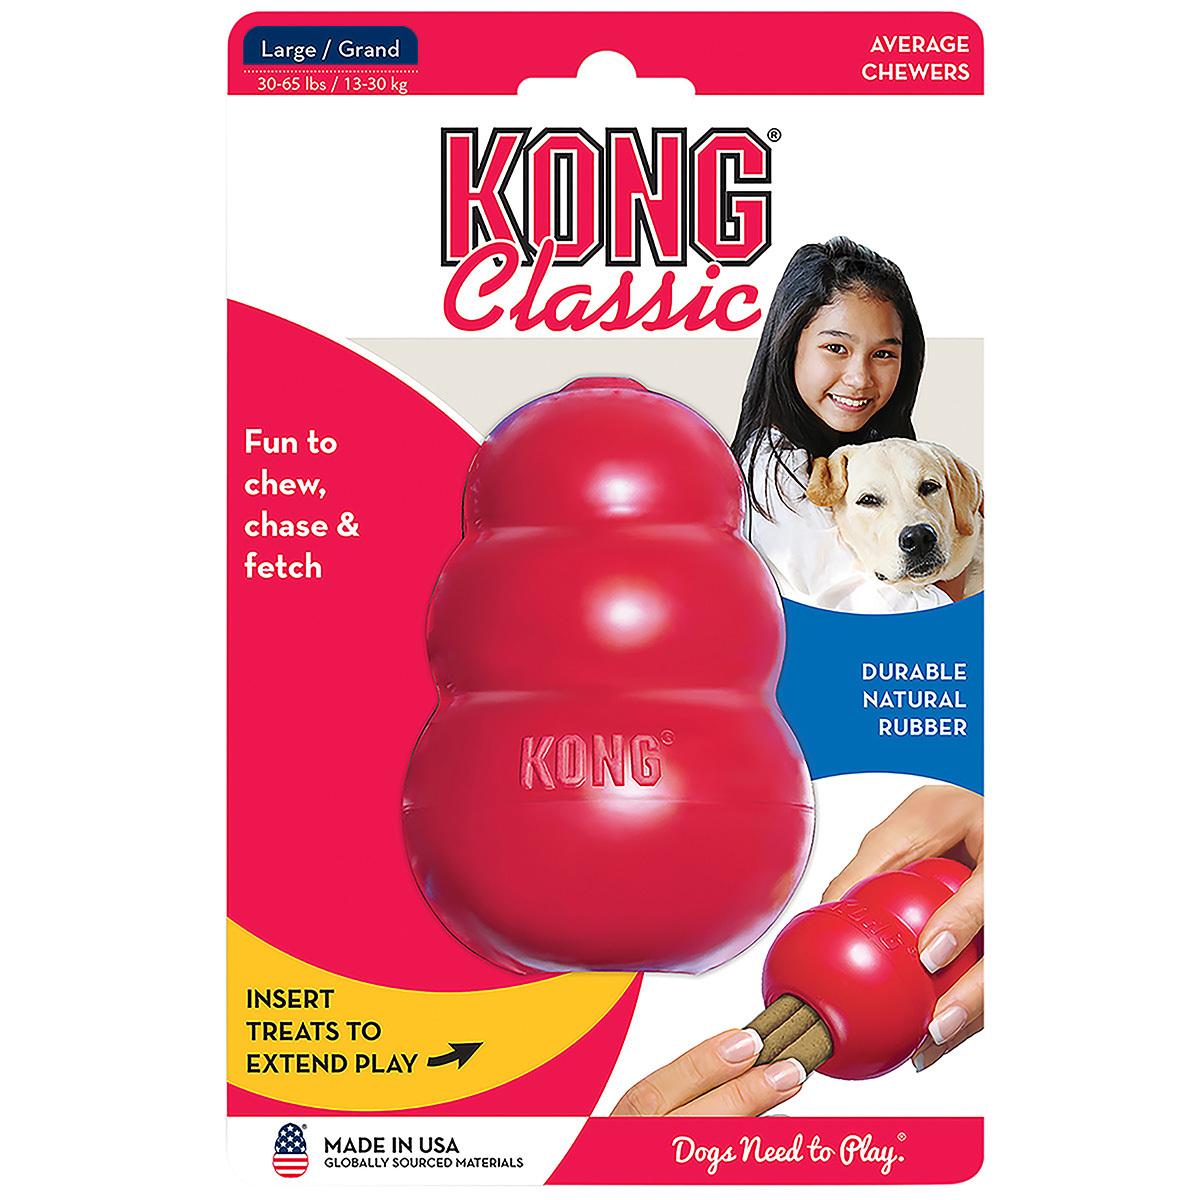 Large / Grand
30-65 lbs / 13-30 kg
AVERAGE
CHEWERS
KONG®
Classic
Fun to
chew,
chase &
fetch
KONG®
DURABLE
NATURAL
RUBBER
KONG®
INSERT
TREATS TO
EXTEND PLAY
MADE IN USA
GLOBALLY SOURCED MATERIALS
Dogs Need to Play.®